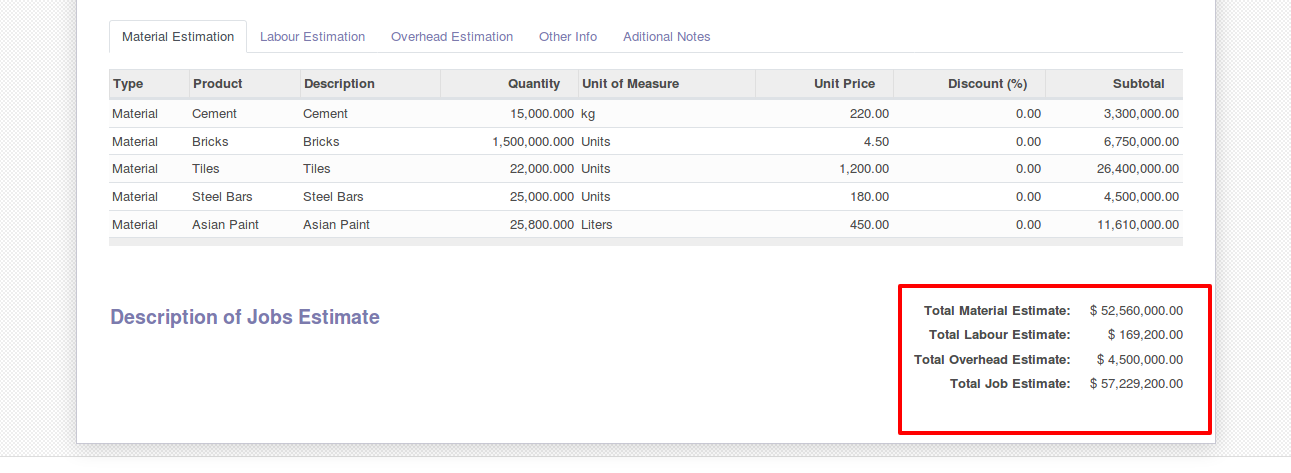 Material Estimation Labour Estimation Overhead Estimation Other Info Aditional Notes
Type Product Description Quantity Unit of Measure Unit Price Discount (%) Subtotal
Material Cement Cement 15,000.000 kg 220.00 0.00 3,300,000.00
Material Bricks Bricks 1,500,000.000 Units 4.50 0.00 6,750,000.00
Material Tiles Tiles 22,000.000 Units 1,200.00 0.00 26,400,000.00
Material Steel Bars Steel Bars 25,000.000 Units 180.00 0.00 4,500,000.00
Material Asian Paint Asian Paint 25,800.000 Liters 450.00 0.00 11,610,000.00
Description of Jobs Estimate
Total Material Estimate: $ 52,560,000.00
Total Labour Estimate: $ 169,200.00
Total Overhead Estimate: $ 4,500,000.00
Total Job Estimate: $ 57,229,200.00